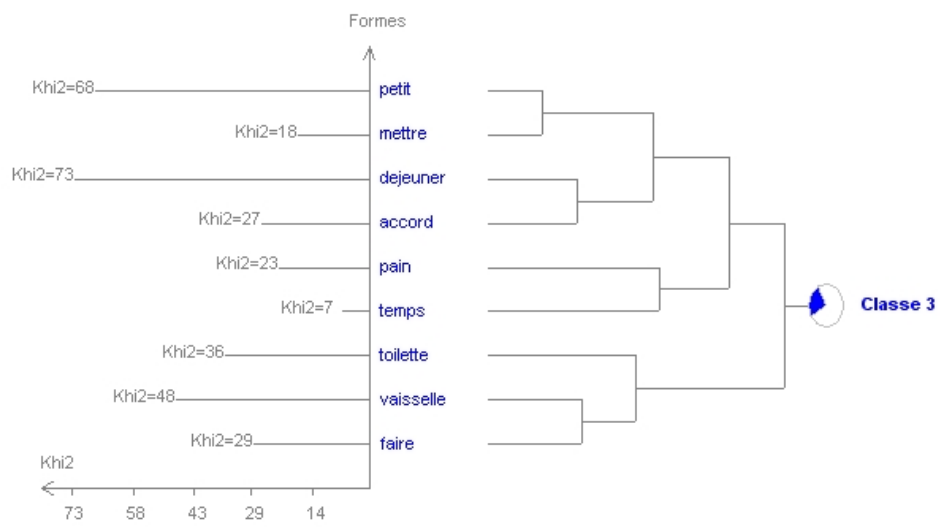 Formes
Khi2=68 petit
Khi2=18 mettre
Khi2=73 dejeuner
Khi2=27 accord
Khi2=23 pain
Khi2=7 temps
Classe 3
Khi2=36 toilette
Khi2=48 vaisselle
Khi2=29 faire
Khi2
73 58 43 29 14